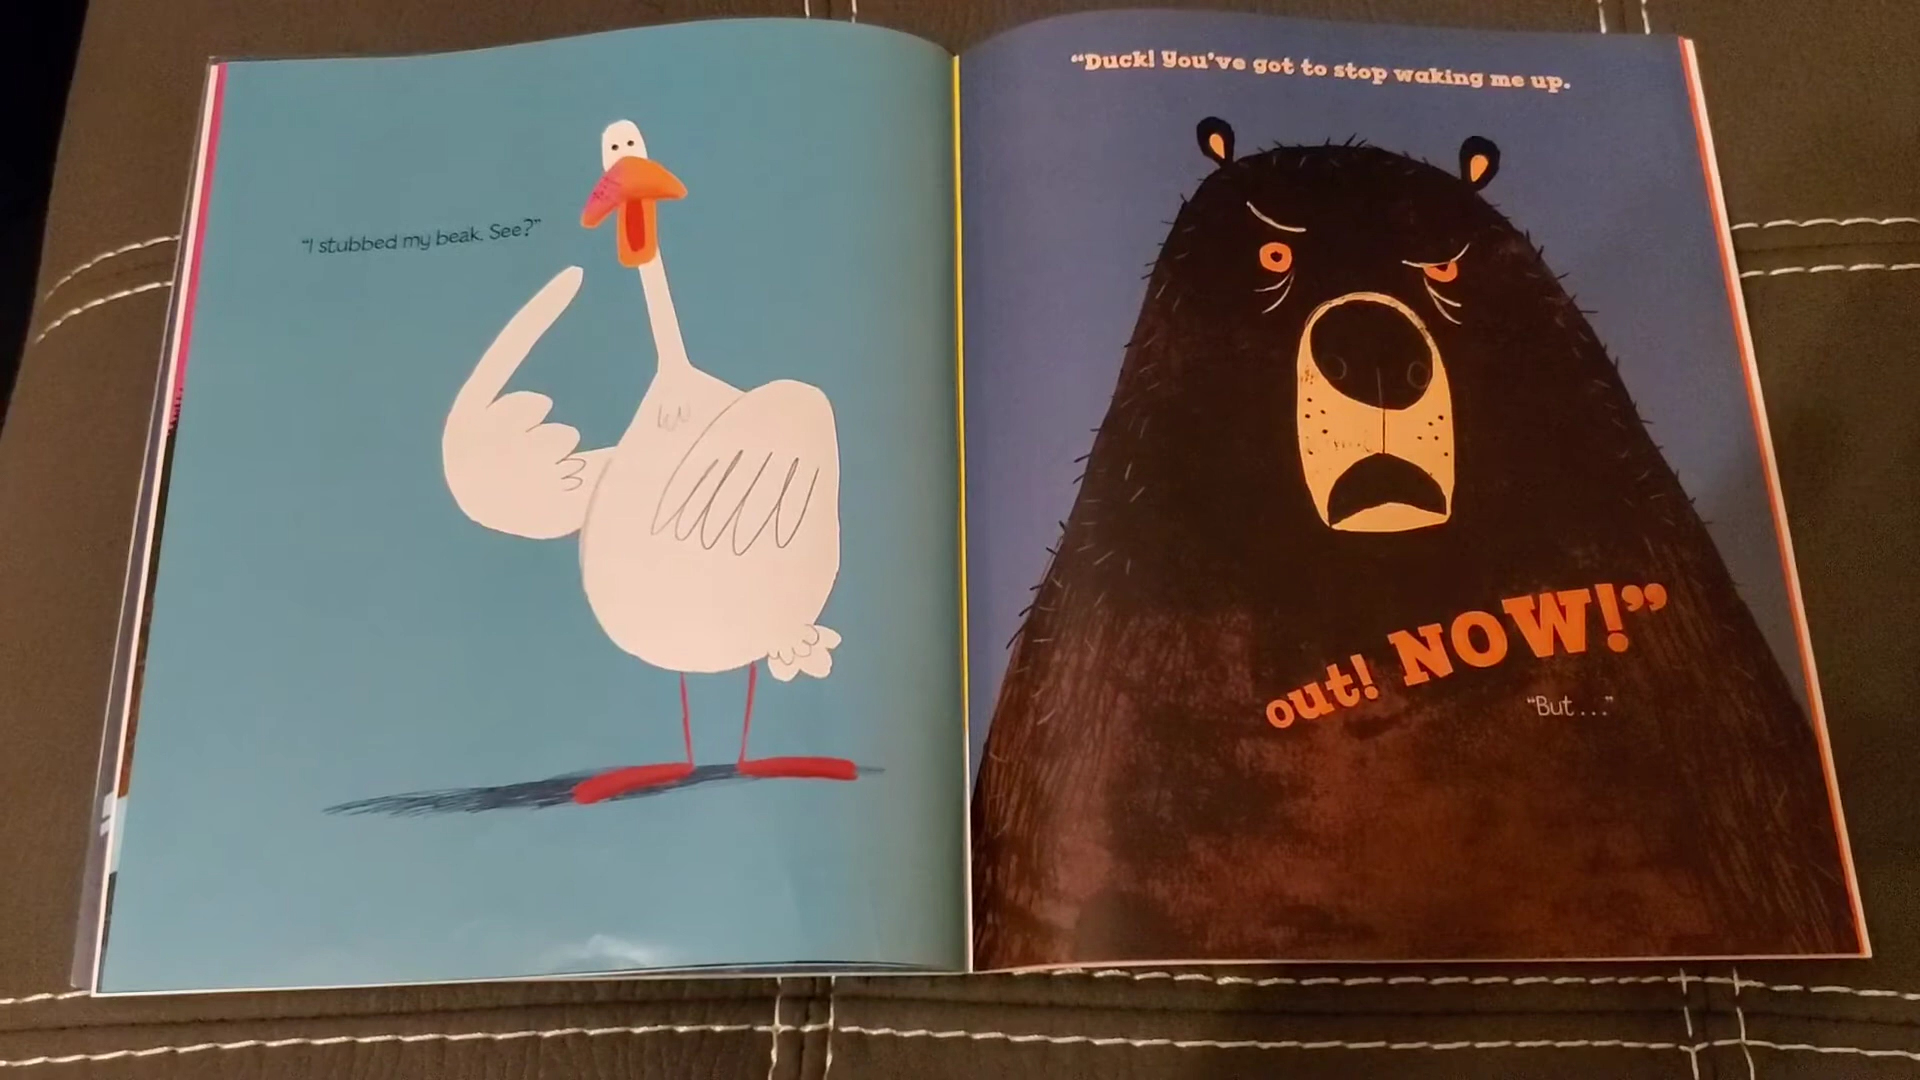 “I stubbed my beak. See?”
“Duck! You’ve got to stop waking me up.
out! NOW!”
“But . . .”